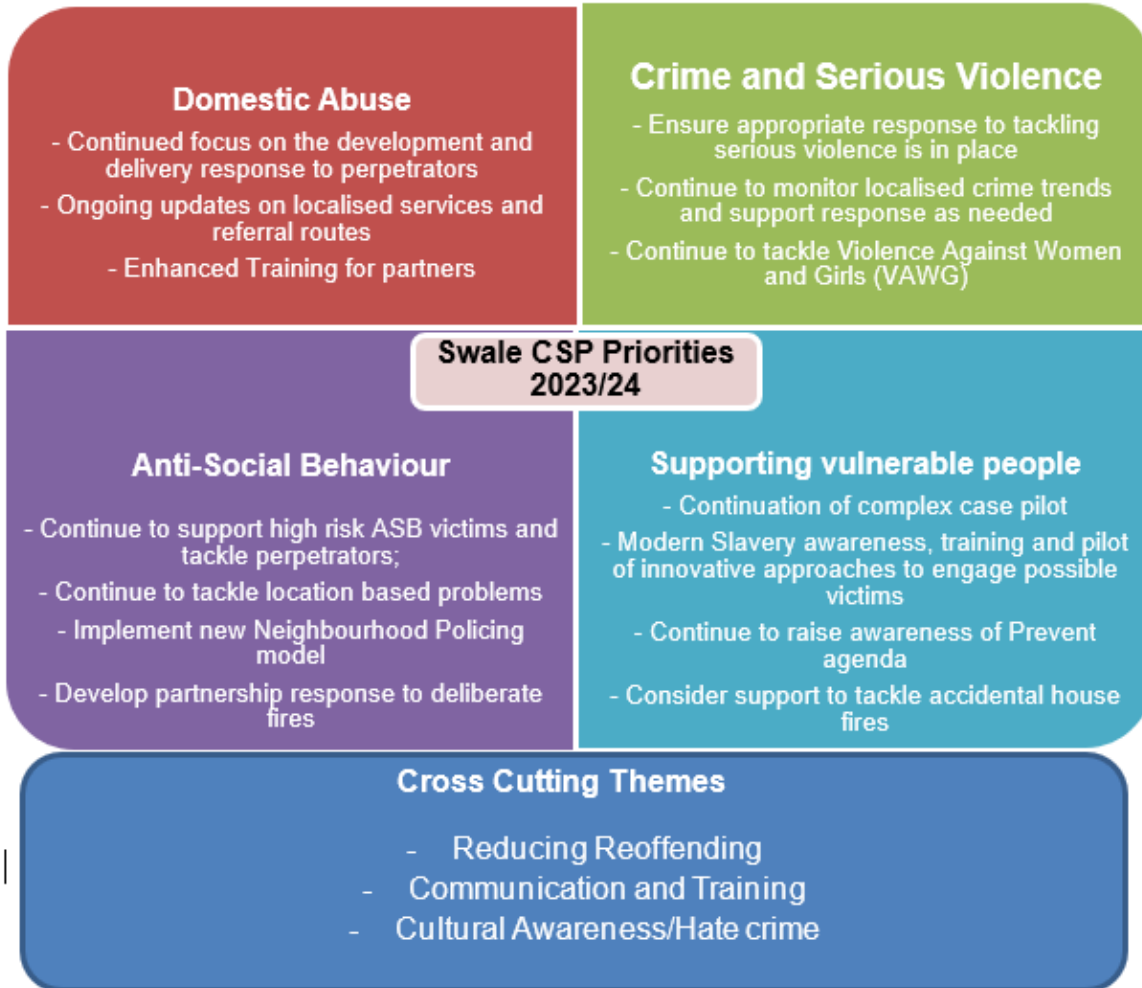 Domestic Abuse
- Continued focus on the development and
delivery response to perpetrators
- Ongoing updates on localised services and
referral routes
- Enhanced Training for partners
Crime and Serious Violence
- Ensure appropriate response to tackling
serious violence is in place
- Continue to monitor localised crime trends
and support response as needed
- Continue to tackle Violence Against Women
and Girls (VAWG)
Swale CSP Priorities
2023/24
Anti-Social Behaviour
- Continue to support high risk ASB victims and
tackle perpetrators;
- Continue to tackle location based problems
- Implement new Neighbourhood Policing
model
- Develop partnership response to deliberate
fires
Supporting vulnerable people
- Continuation of complex case pilot
- Modern Slavery awareness, training and pilot
of innovative approaches to engage possible
victims
- Continue to raise awareness of Prevent
agenda
- Consider support to tackle accidental house
fires
Cross Cutting Themes
- Reducing Reoffending
- Communication and Training
- Cultural Awareness/Hate crime